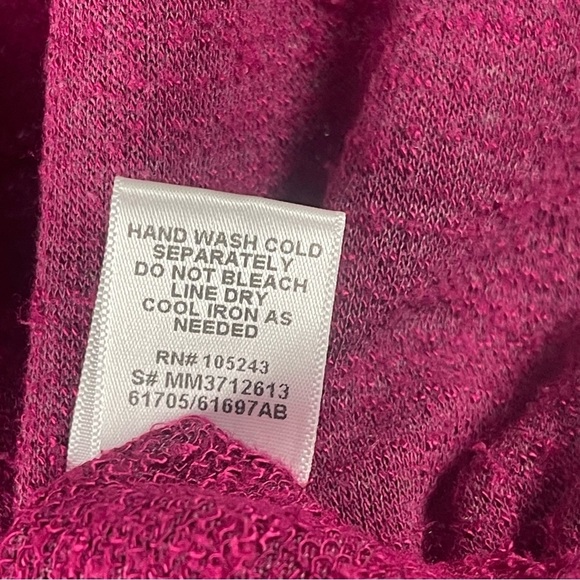 HAND WASH COLD
SEPARATELY
DO NOT BLEACH
LINE DRY
COOL IRON AS
NEEDED
RN# 105243
S# MM3712613
61705/61697AB